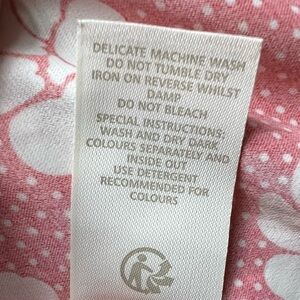 DELICATE MACHINE WASH
DO NOT TUMBLE DRY
IRON ON REVERSE WHILST
DAMP
DO NOT BLEACH
SPECIAL INSTRUCTIONS:
WASH AND DRY DARK
COLOURS SEPARATELY AND
INSIDE OUT
USE DETERGENT
RECOMMENDED FOR
COLOURS